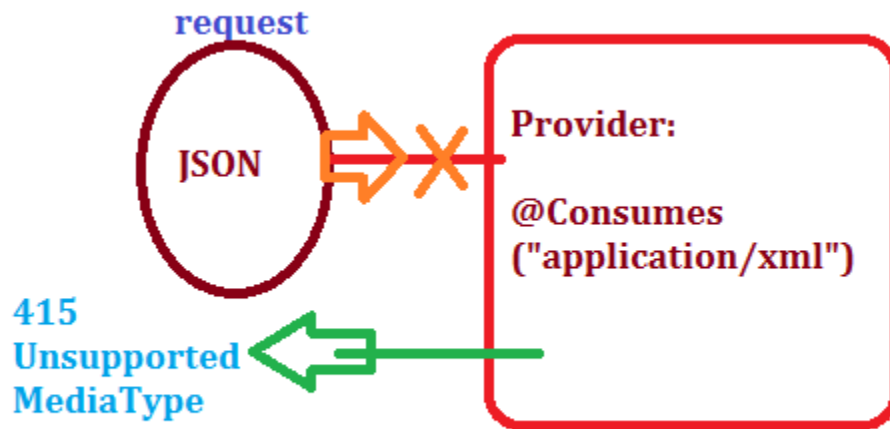 request
JSON
Provider:
@Consumes
("application/xml")
415
Unsupported
MediaType